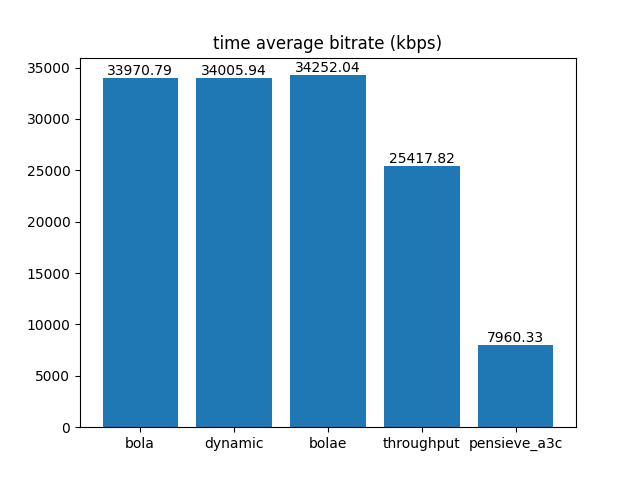 time average bitrate (kbps)
35000
30000
25000
20000
15000
10000
5000
0
33970.79
34005.94
34252.04
25417.82
7960.33
bola
dynamic
bolae
throughput
pensieve_a3c